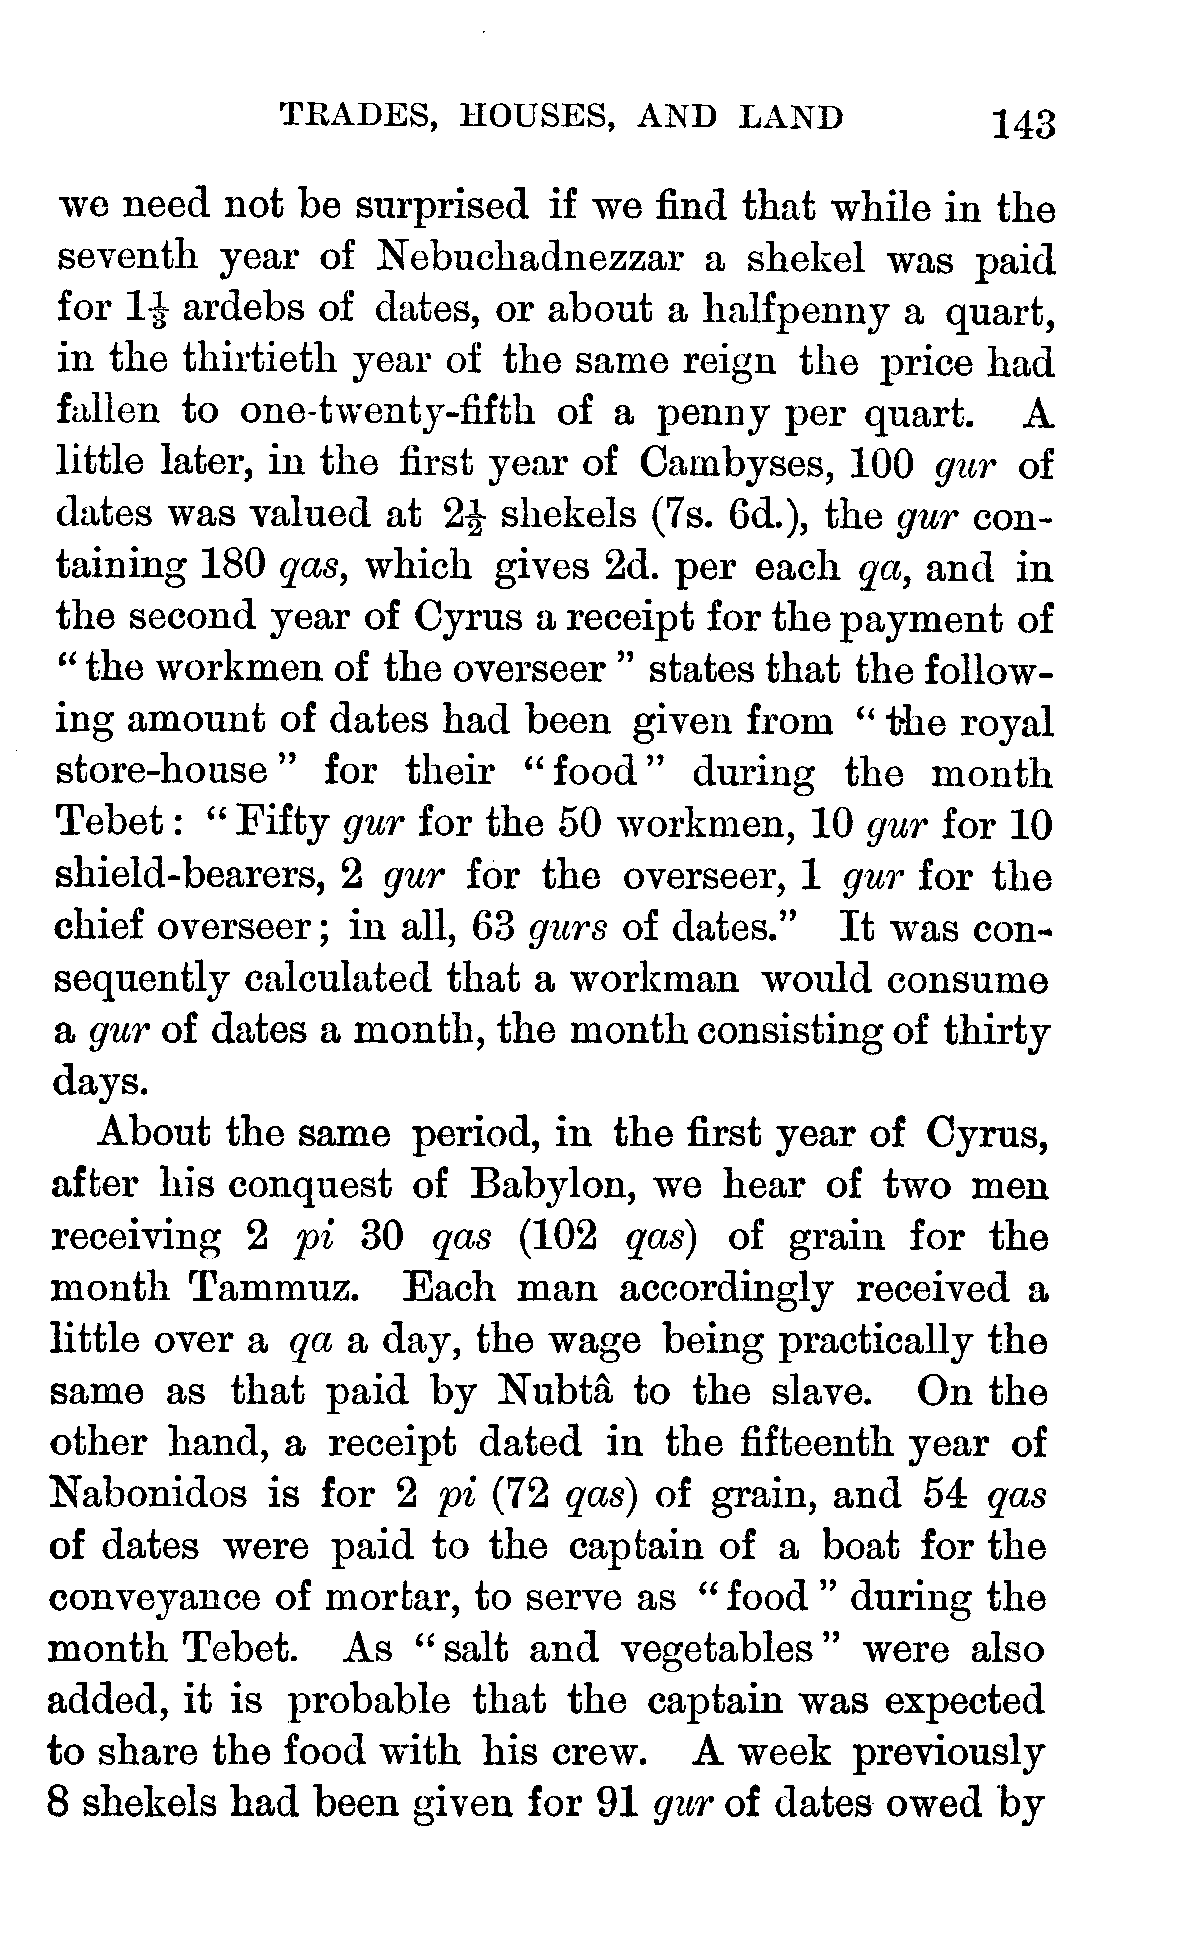 TRADES, HOUSES, AND LAND 143
we need not be surprised if we find that while in the
seventh year of Nebuchadnezzar a shekel was paid
for 1⅓ ardebs of dates, or about a halfpenny a quart,
in the thirtieth year of the same reign the price had
fallen to one-twenty-fifth of a penny per quart. A
little later, in the first year of Cambyses, 100 gur of
dates was valued at 2½ shekels (7s. 6d.), the gur con-
taining 180 qas, which gives 2d. per each qa, and in
the second year of Cyrus a receipt for the payment of
“the workmen of the overseer” states that the follow-
ing amount of dates had been given from “the royal
store-house” for their “food” during the month
Tebet: “Fifty gur for the 50 workmen, 10 gur for 10
shield-bearers, 2 gur for the overseer, 1 gur for the
chief overseer; in all, 63 gurs of dates.” It was con-
sequently calculated that a workman would consume
a gur of dates a month, the month consisting of thirty
days.
About the same period, in the first year of Cyrus,
after his conquest of Babylon, we hear of two men
receiving 2 pi 30 qas (102 qas) of grain for the
month Tammuz. Each man accordingly received a
little over a qa a day, the wage being practically the
same as that paid by Nubtâ to the slave. On the
other hand, a receipt dated in the fifteenth year of
Nabonidos is for 2 pi (72 qas) of grain, and 54 qas
of dates were paid to the captain of a boat for the
conveyance of mortar, to serve as “food” during the
month Tebet. As “salt and vegetables” were also
added, it is probable that the captain was expected
to share the food with his crew. A week previously
8 shekels had been given for 91 gur of dates owed by